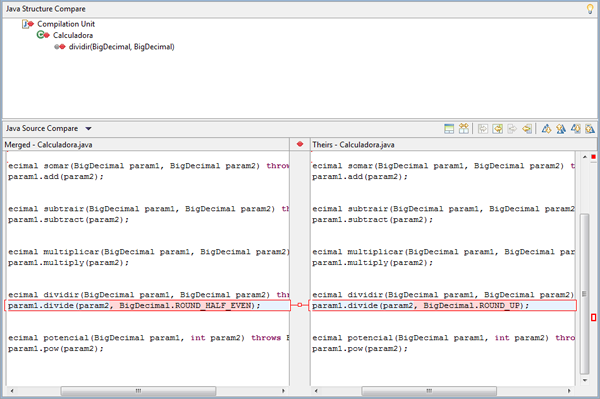 Java Structure Compare
Compilation Unit
Calculadora
dividir(BigDecimal, BigDecimal)
Java Source Compare
Merged - Calculadora.java
ecimal somar(BigDecimal param1, BigDecimal param2) throw
param1.add(param2);
ecimal subtrair(BigDecimal param1, BigDecimal param2) th
param1.subtract(param2);
ecimal multiplicar(BigDecimal param1, BigDecimal param2)
param1.multiply(param2);
ecimal dividir(BigDecimal param1, BigDecimal param2) thr
param1.divide(param2, BigDecimal.ROUND_HALF_EVEN);
ecimal potencial(BigDecimal param1, int param2) throws B
param1.pow(param2);
Theirs - Calculadora.java
ecimal somar(BigDecimal param1, BigDecimal param2) t
param1.add(param2);
ecimal subtrair(BigDecimal param1, BigDecimal param2
param1.subtract(param2);
ecimal multiplicar(BigDecimal param1, BigDecimal par
param1.multiply(param2);
ecimal dividir(BigDecimal param1, BigDecimal param2)
param1.divide(param2, BigDecimal.ROUND_UP);
ecimal potencial(BigDecimal param1, int param2) thro
param1.pow(param2);